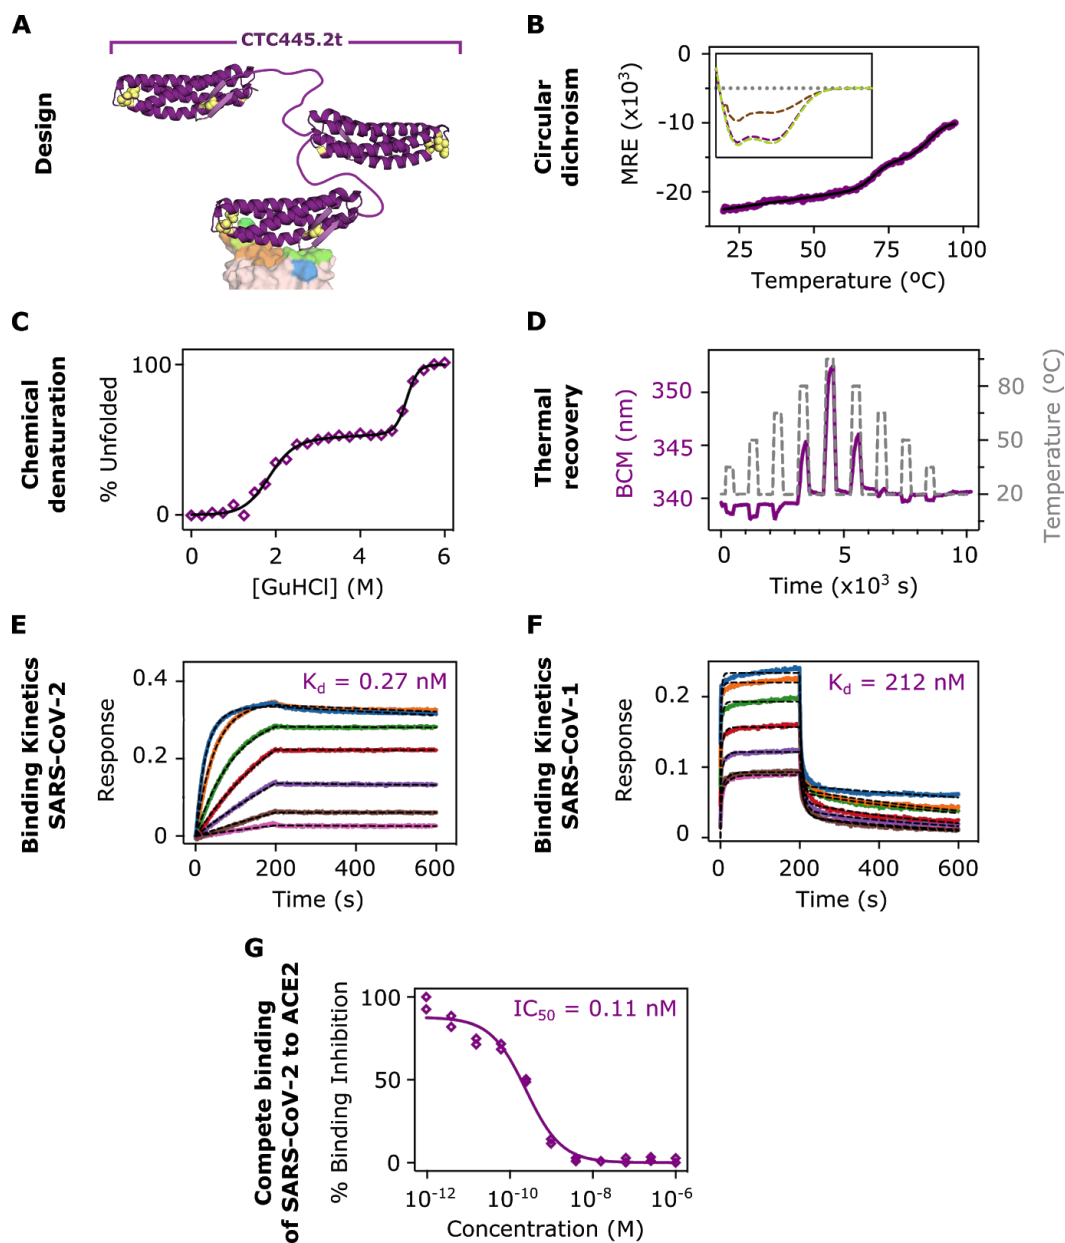 A
CTC445.2t
Design
B
Circular
dichroism
MRE (x10³)
0
-10
-20
25
50
75
100
Temperature (ºC)
C
Chemical
denaturation
% Unfolded
100
0
0
2
4
6
[GuHCl] (M)
D
Thermal
recovery
BCM (nm)
350
345
340
80
50
20
Temperature (ºC)
0
5
10
Time (x10³ s)
E
Binding Kinetics
SARS-CoV-2
Response
0.4
0.2
0
K_d = 0.27 nM
0
200
400
600
Time (s)
F
Binding Kinetics
SARS-CoV-1
Response
0.2
0.1
0
K_d = 212 nM
0
200
400
600
Time (s)
G
Compete binding
of SARS-CoV-2 to ACE2
% Binding Inhibition
100
50
0
IC₅₀ = 0.11 nM
10⁻¹²
10⁻¹⁰
10⁻⁸
10⁻⁶
Concentration (M)